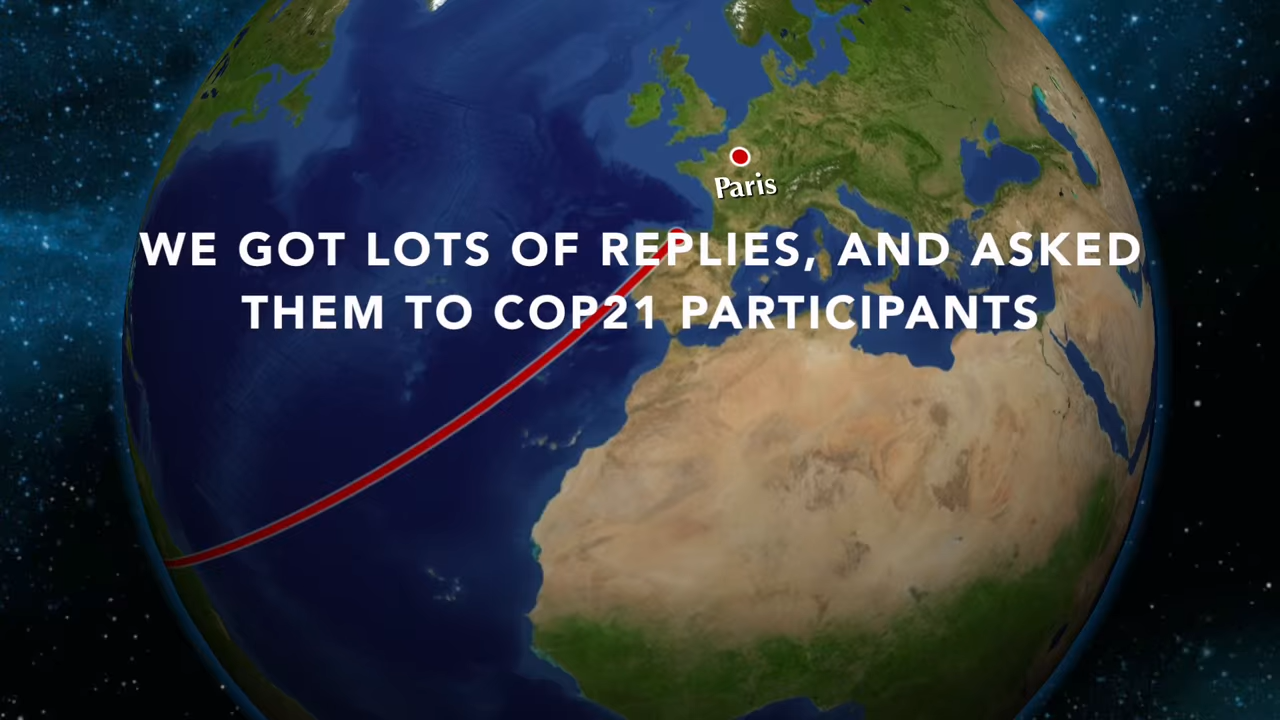 Paris
WE GOT LOTS OF REPLIES, AND ASKED
THEM TO COP21 PARTICIPANTS